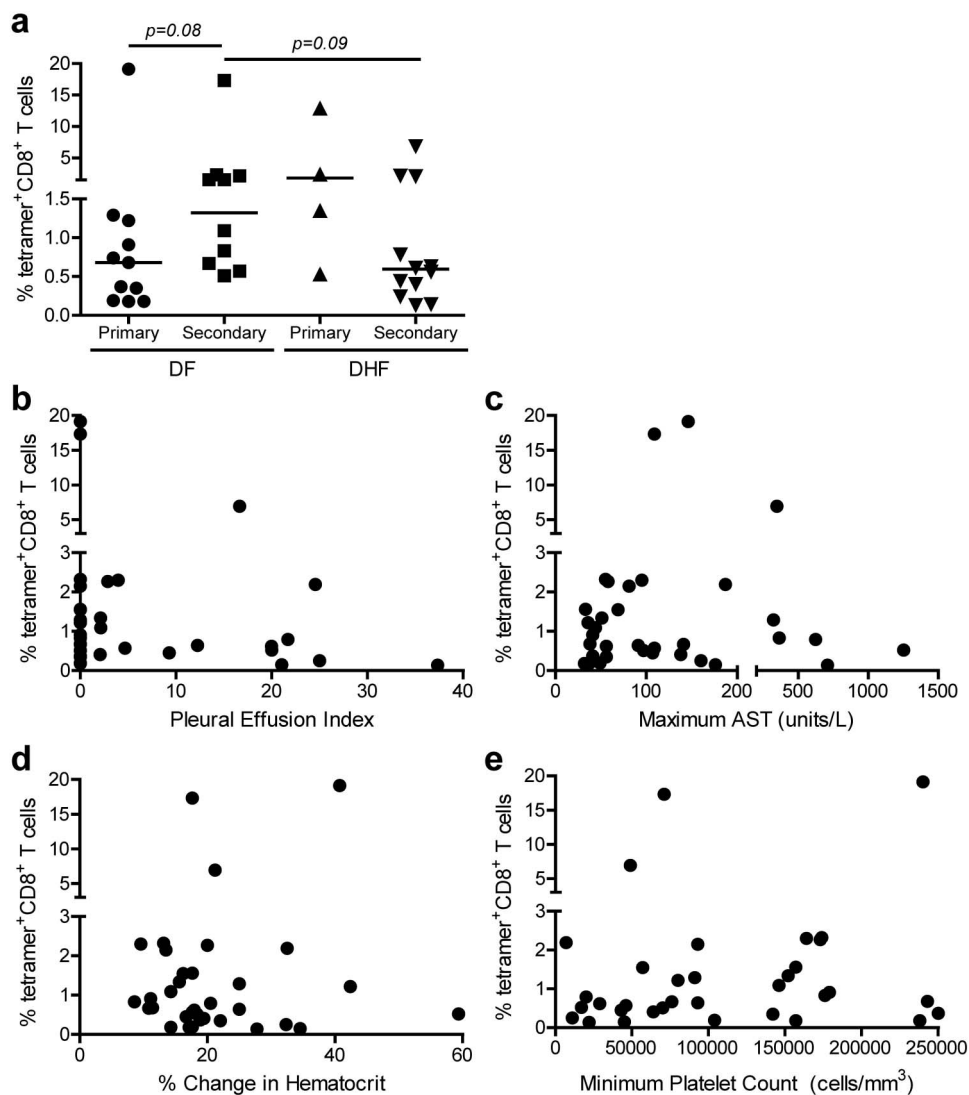 a
p=0.08
p=0.09
% tetramer⁺CD8⁺ T cells
20
15
10
5
1.5
1.0
0.5
0.0
Primary Secondary Primary Secondary
DF DHF
b
% tetramer⁺CD8⁺ T cells
20
15
10
5
3
2
1
0
0 10 20 30 40
Pleural Effusion Index
c
% tetramer⁺CD8⁺ T cells
20
15
10
5
3
2
1
0
0 100 200 500 1000 1500
Maximum AST (units/L)
d
% tetramer⁺CD8⁺ T cells
20
15
10
5
3
2
1
0
0 20 40 60
% Change in Hematocrit
e
% tetramer⁺CD8⁺ T cells
20
15
10
5
3
2
1
0
0 50000 100000 150000 200000 250000
Minimum Platelet Count (cells/mm³)